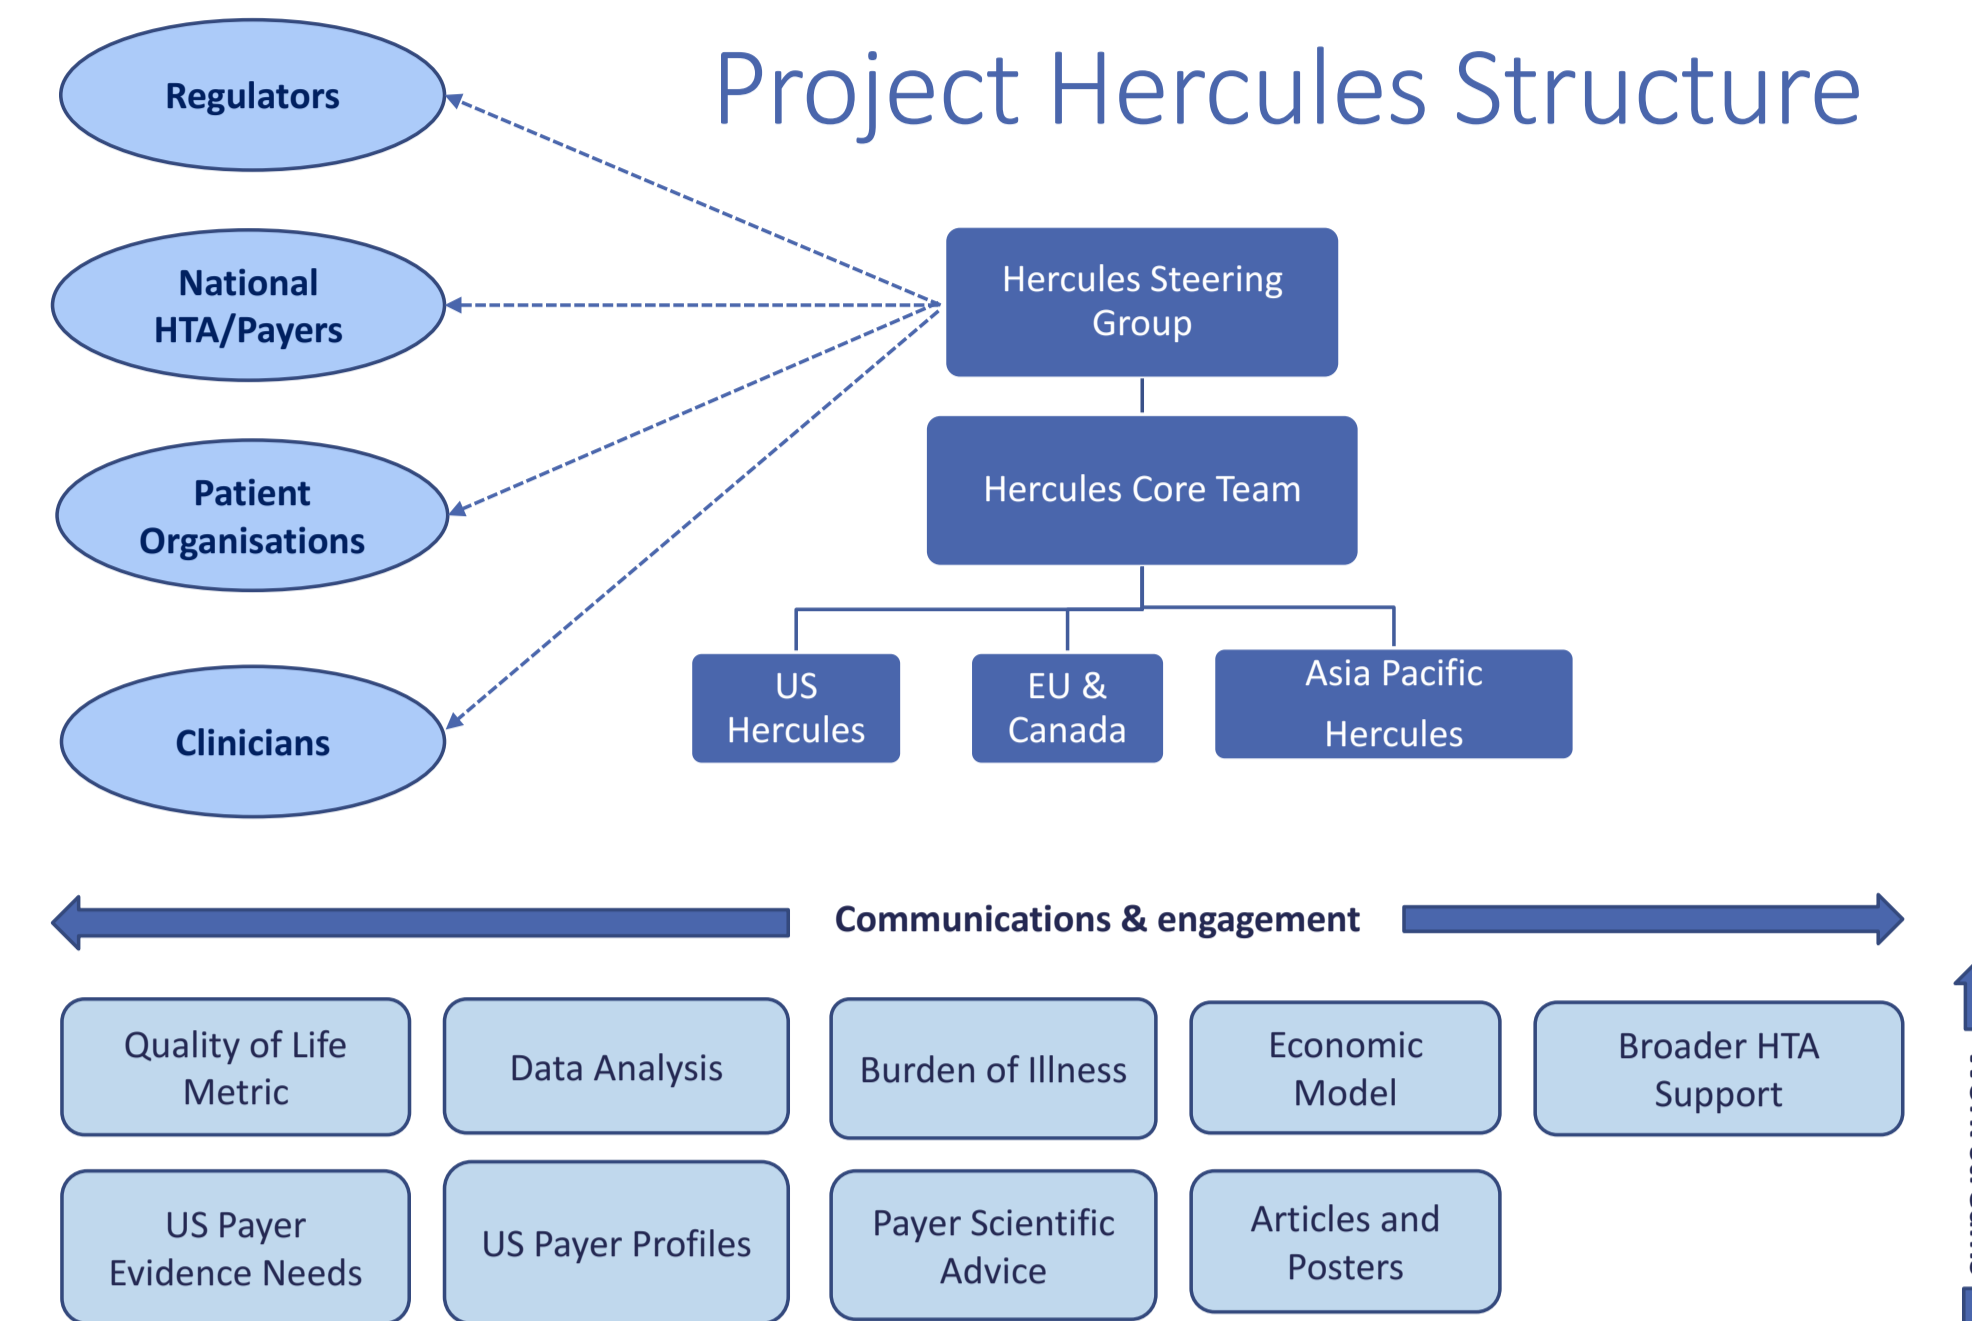 Project Hercules Structure
Regulators
National
HTA/Payers
Patient
Organisations
Clinicians
Hercules Steering
Group
Hercules Core Team
US
Hercules
EU &
Canada
Asia Pacific
Hercules
Communications & engagement
Quality of Life
Metric
Data Analysis
Burden of Illness
Economic
Model
Broader HTA
Support
US Payer
Evidence Needs
US Payer Profiles
Payer Scientific
Advice
Articles and
Posters